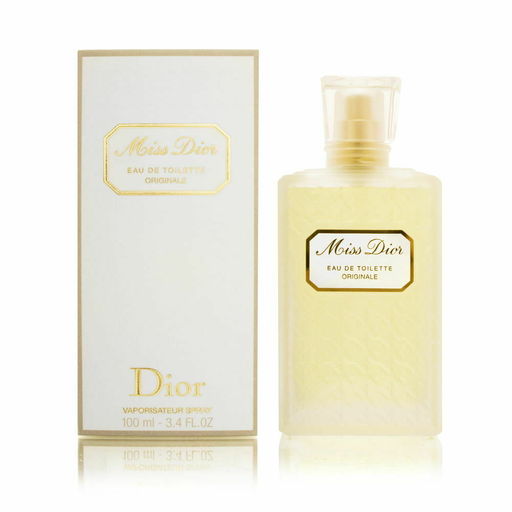 Miss Dior
EAU DE TOILETTE
ORIGINALE
Dior
VAPORISATEUR SPRAY
100 ml - 3.4 FL.OZ
Miss Dior
EAU DE TOILETTE
ORIGINALE